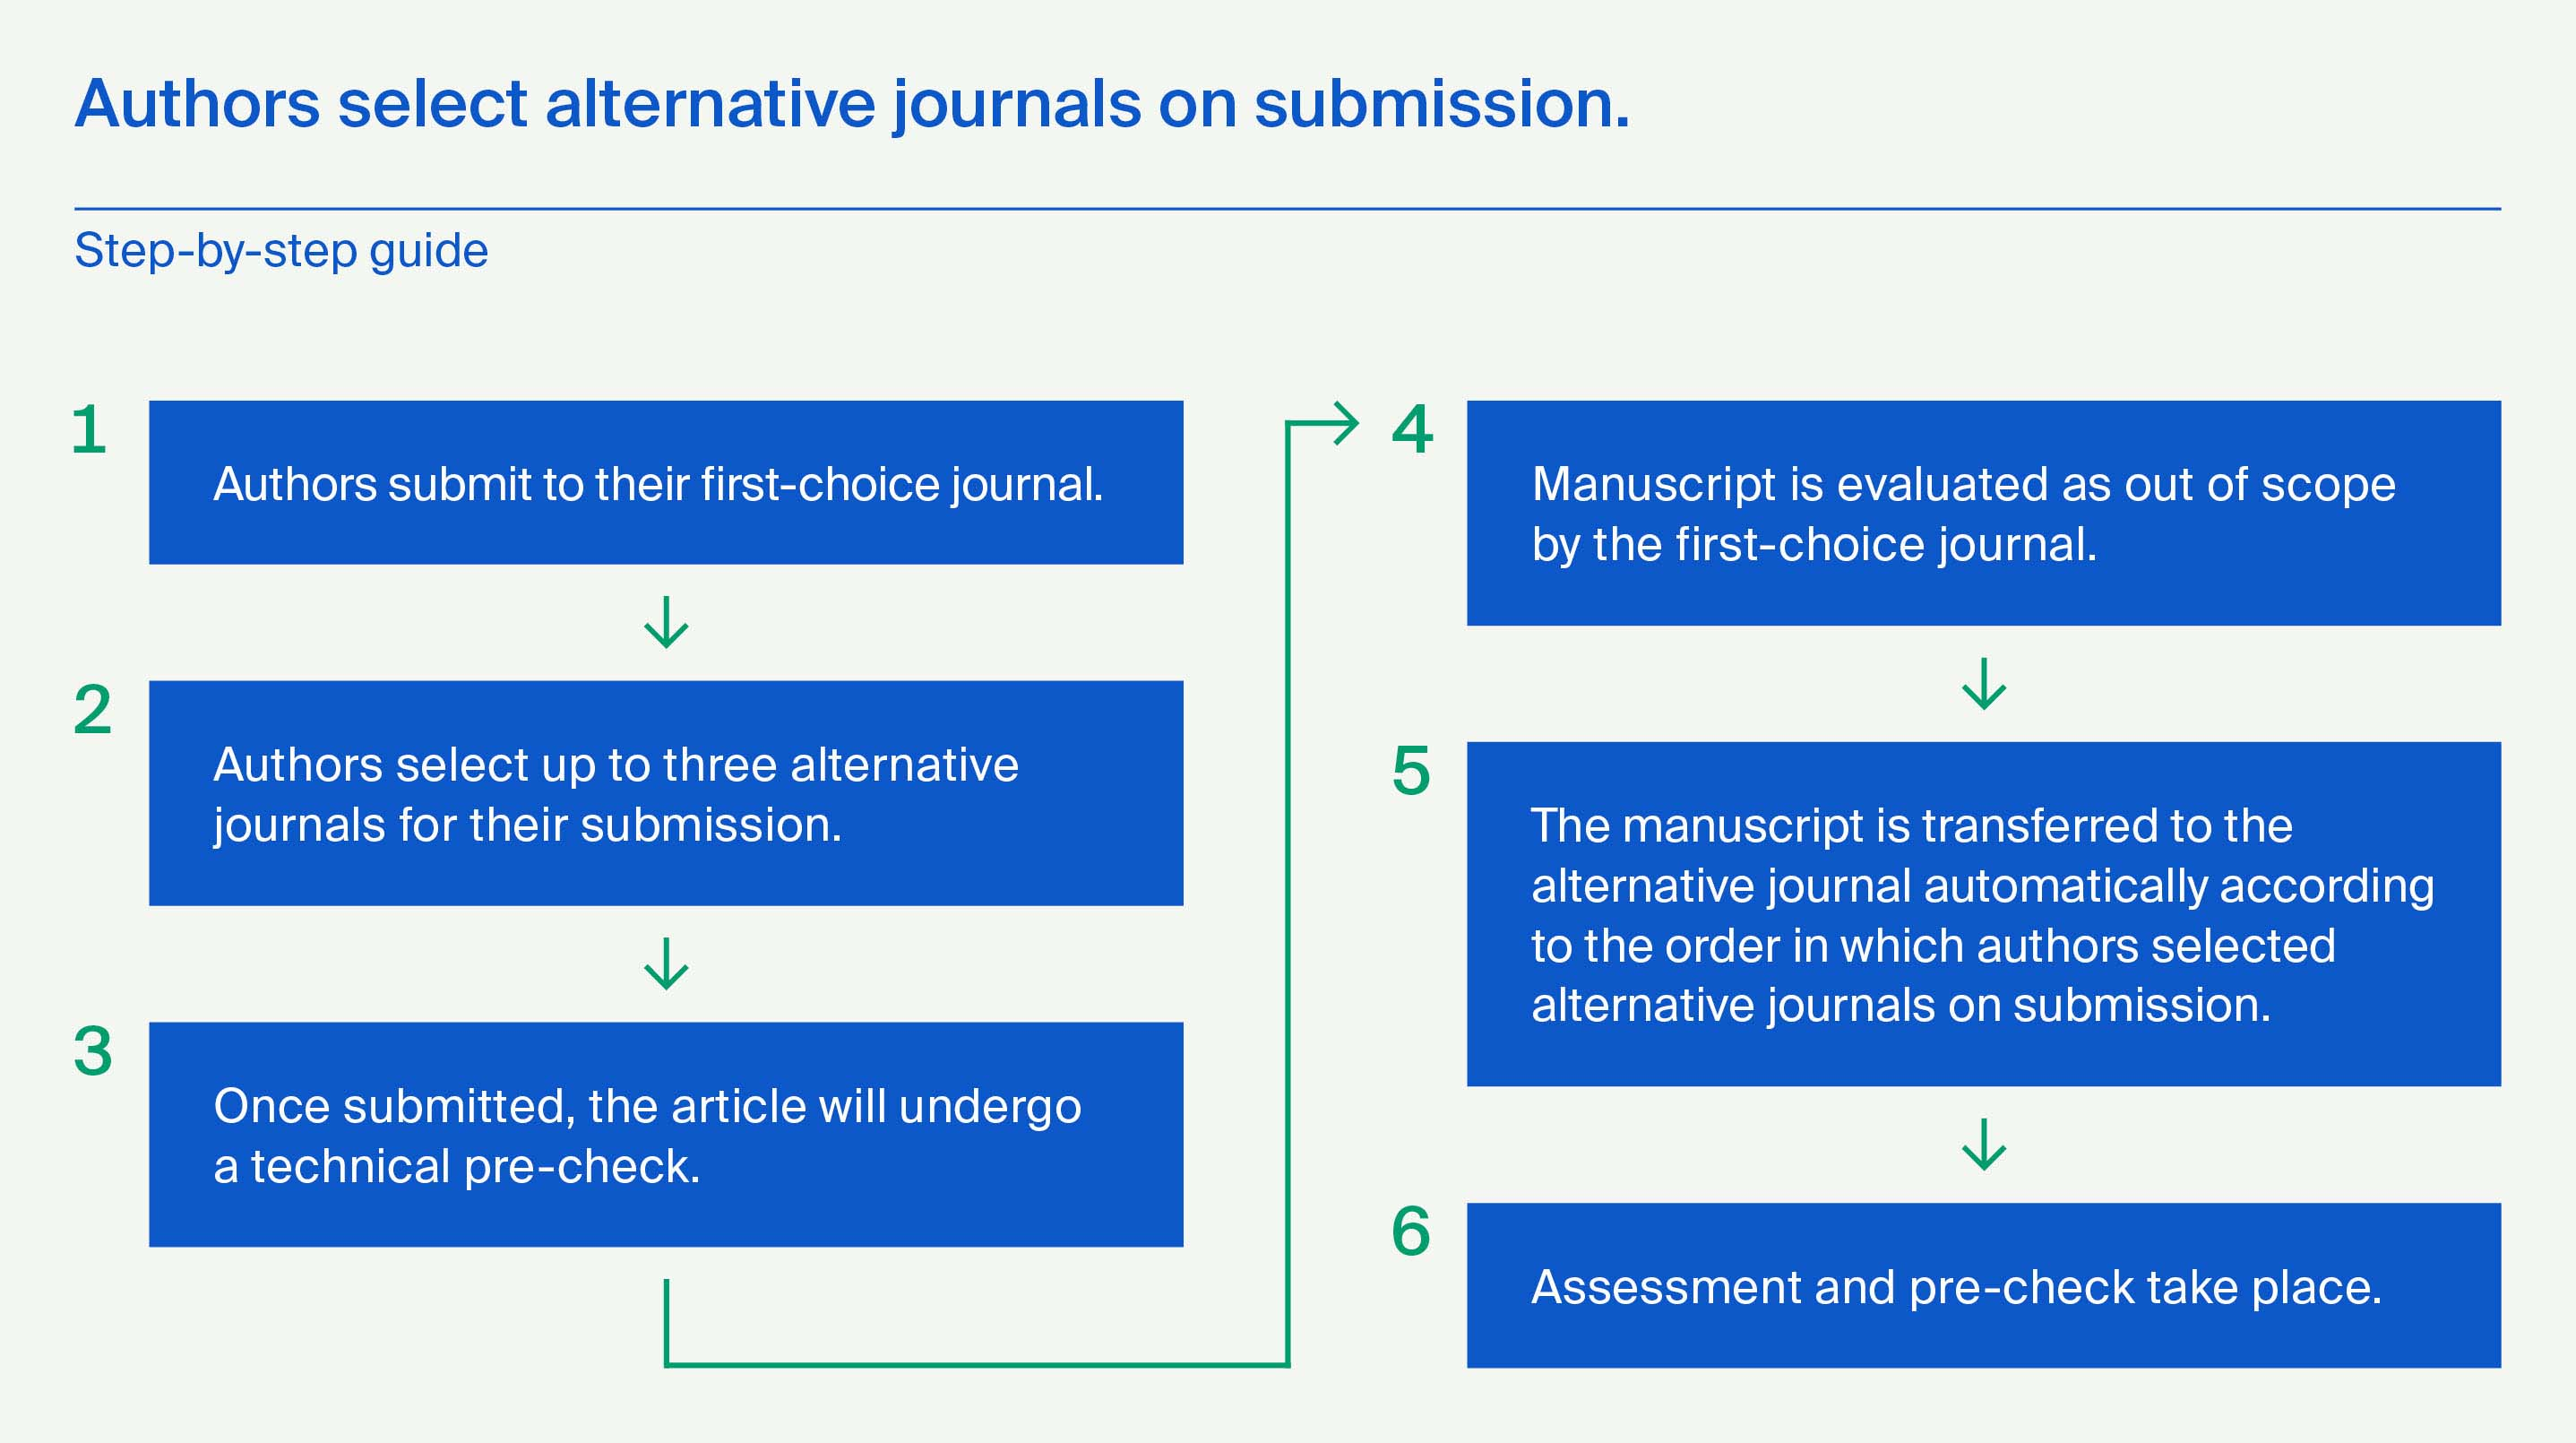 Authors select alternative journals on submission.
Step-by-step guide
1
Authors submit to their first-choice journal.
2
Authors select up to three alternative
journals for their submission.
3
Once submitted, the article will undergo
a technical pre-check.
4
Manuscript is evaluated as out of scope
by the first-choice journal.
5
The manuscript is transferred to the
alternative journal automatically according
to the order in which authors selected
alternative journals on submission.
6
Assessment and pre-check take place.